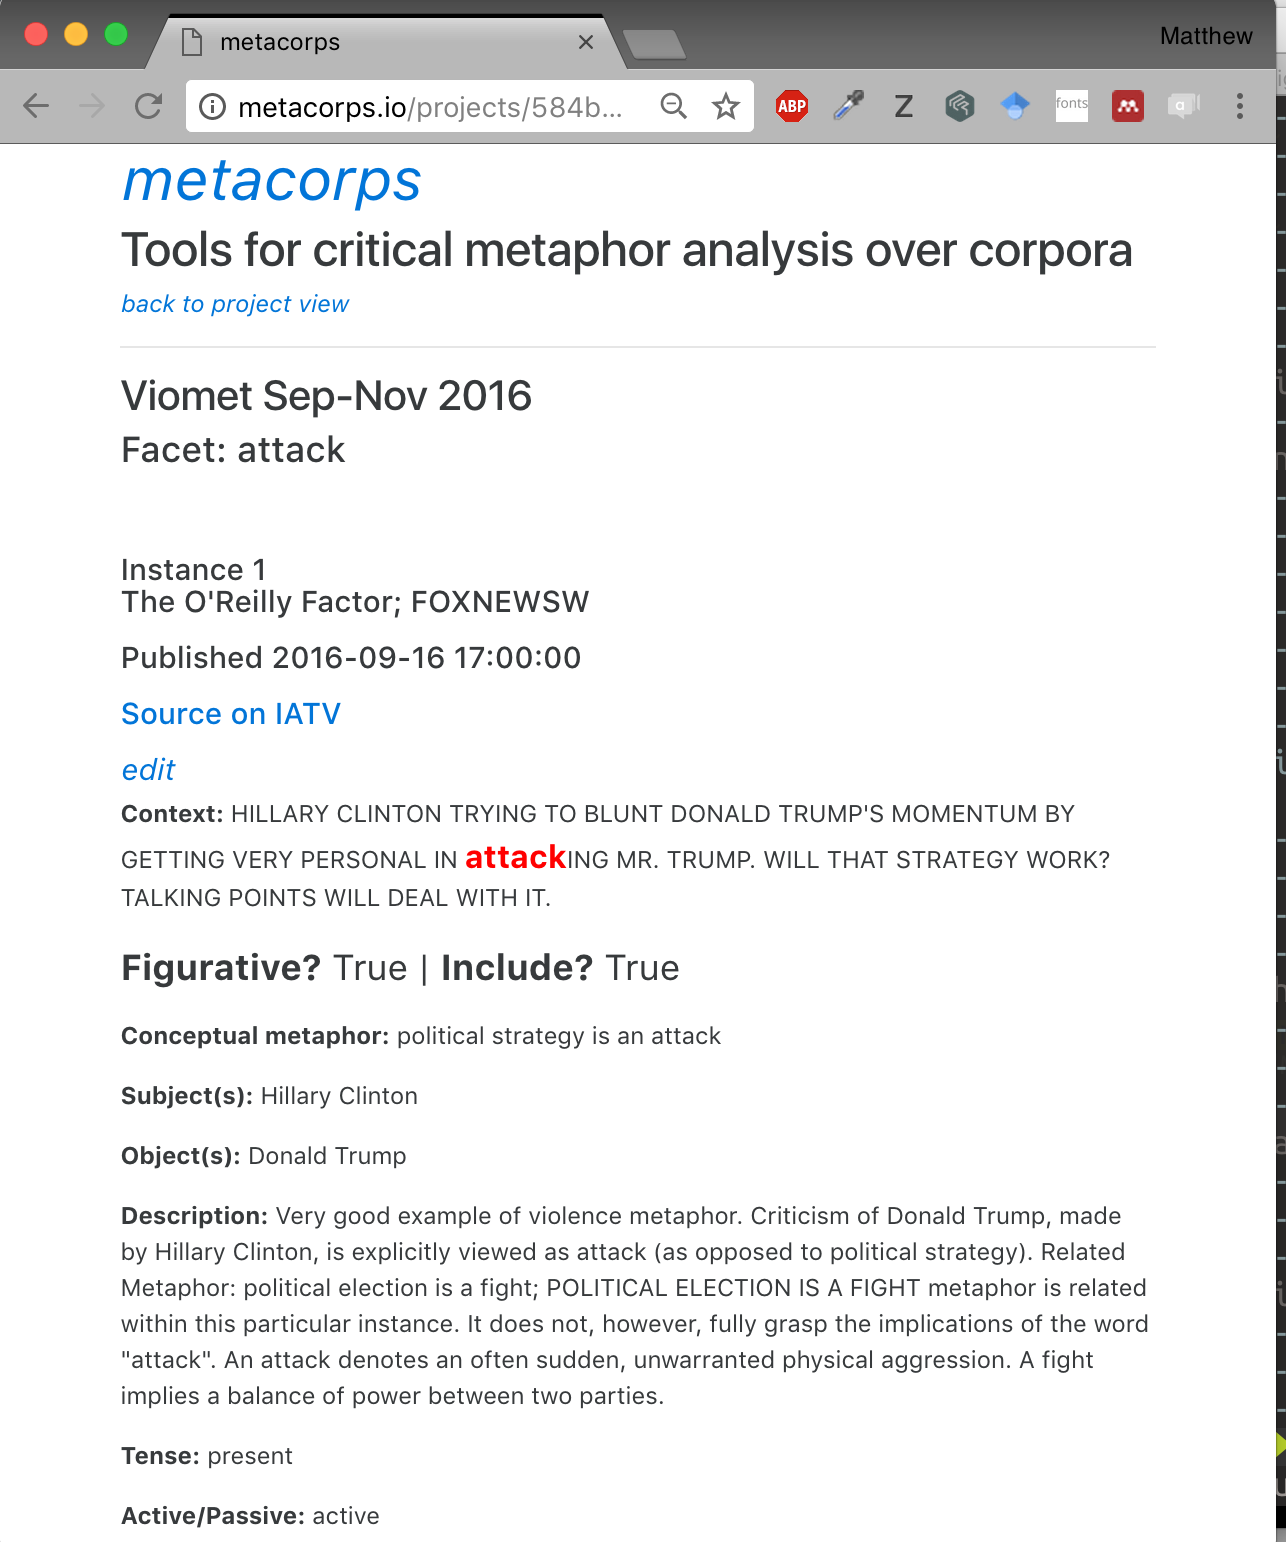 metacorps
Matthew
metacorps.io/projects/584b...
ABP
Z
fonts
a
metacorps
Tools for critical metaphor analysis over corpora
back to project view
Viomet Sep-Nov 2016
Facet: attack
Instance 1
The O'Reilly Factor; FOXNEWSW
Published 2016-09-16 17:00:00
Source on IATV
edit
Context: HILLARY CLINTON TRYING TO BLUNT DONALD TRUMP'S MOMENTUM BY
GETTING VERY PERSONAL IN attackING MR. TRUMP. WILL THAT STRATEGY WORK?
TALKING POINTS WILL DEAL WITH IT.
Figurative? True | Include? True
Conceptual metaphor: political strategy is an attack
Subject(s): Hillary Clinton
Object(s): Donald Trump
Description: Very good example of violence metaphor. Criticism of Donald Trump, made
by Hillary Clinton, is explicitly viewed as attack (as opposed to political strategy). Related
Metaphor: political election is a fight; POLITICAL ELECTION IS A FIGHT metaphor is related
within this particular instance. It does not, however, fully grasp the implications of the word
"attack". An attack denotes an often sudden, unwarranted physical aggression. A fight
implies a balance of power between two parties.
Tense: present
Active/Passive: active